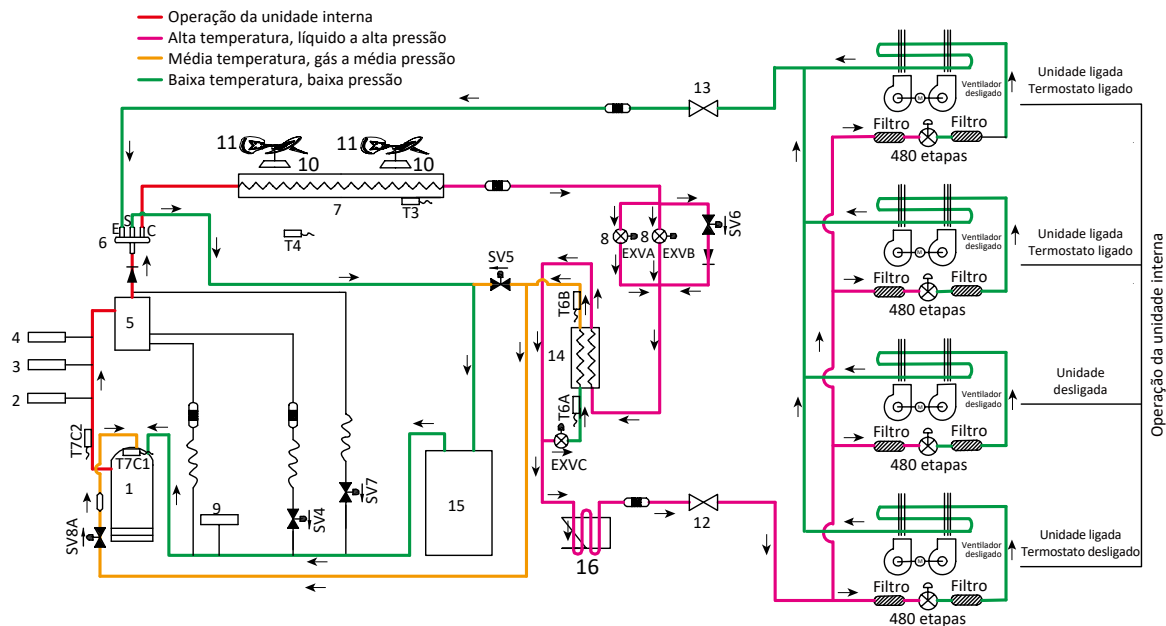 Operação da unidade interna
Alta temperatura, líquido a alta pressão
Média temperatura, gás a média pressão
Baixa temperatura, baixa pressão
13
11
10
11
10
7
T3
T4
E
S
C
6
5
4
3
2
T7C2
T7C1
1
SV8A
9
SV4
SV7
15
SV5
T6B
14
T6A
EXVC
16
12
8
EXVA
8
EXVB
SV6
Ventilador
desligado
M
Filtro
Filtro
480 etapas
Unidade ligada
Termostato ligado
Ventilador
desligado
M
Filtro
Filtro
480 etapas
Unidade ligada
Termostato ligado
Ventilador
desligado
M
Filtro
Filtro
480 etapas
Unidade
desligada
Ventilador
desligado
M
Filtro
Filtro
480 etapas
Unidade ligada
Termostato desligado
Operação da unidade interna